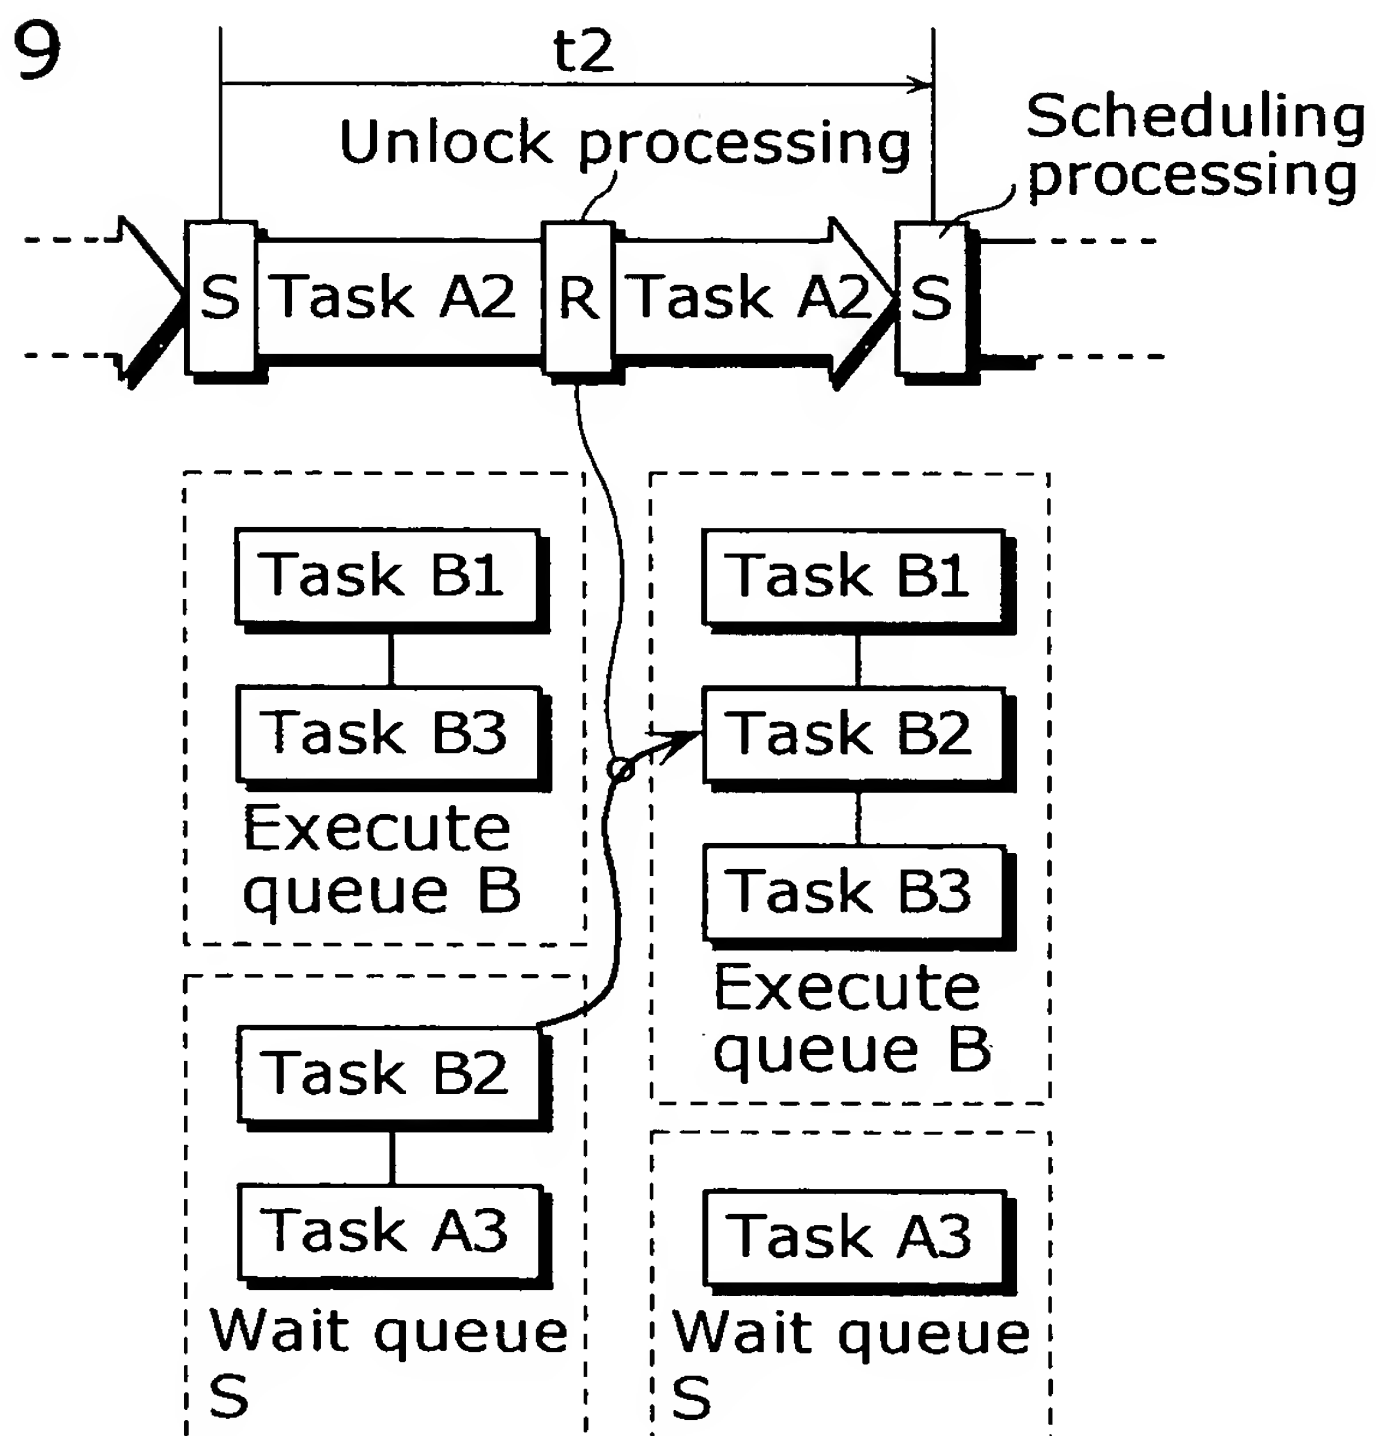 9
t2
Unlock processing
Scheduling
processing
S
Task A2
R
Task A2
S
Task B1
Task B3
Execute
queue B
Task B2
Task A3
Wait queue
S
Task B1
Task B2
Task B3
Execute
queue B
Task A3
Wait queue
S